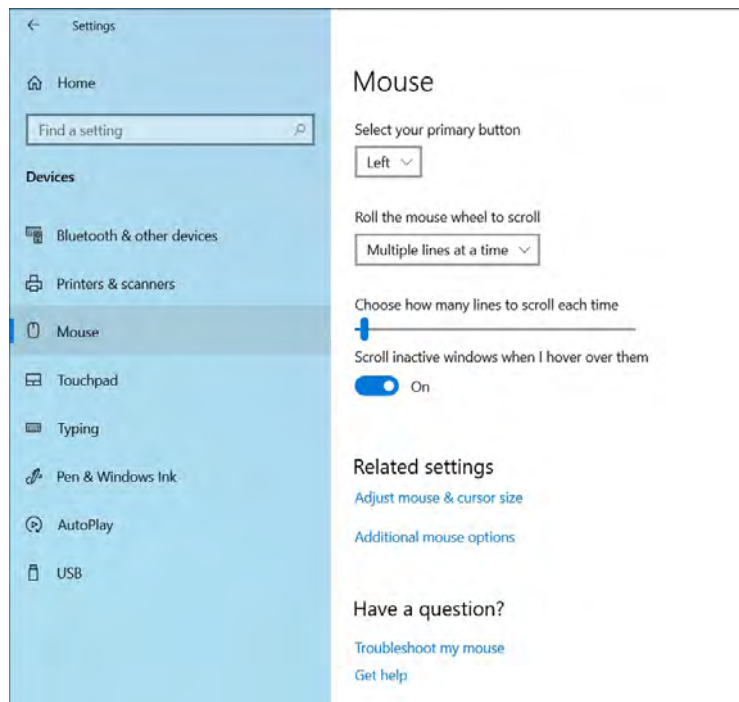 Settings
Home
Find a setting
Devices
Bluetooth & other devices
Printers & scanners
Mouse
Touchpad
Typing
Pen & Windows Ink
AutoPlay
USB
Mouse
Select your primary button
Left
Roll the mouse wheel to scroll
Multiple lines at a time
Choose how many lines to scroll each time
Scroll inactive windows when I hover over them
On
Related settings
Adjust mouse & cursor size
Additional mouse options
Have a question?
Troubleshoot my mouse
Get help